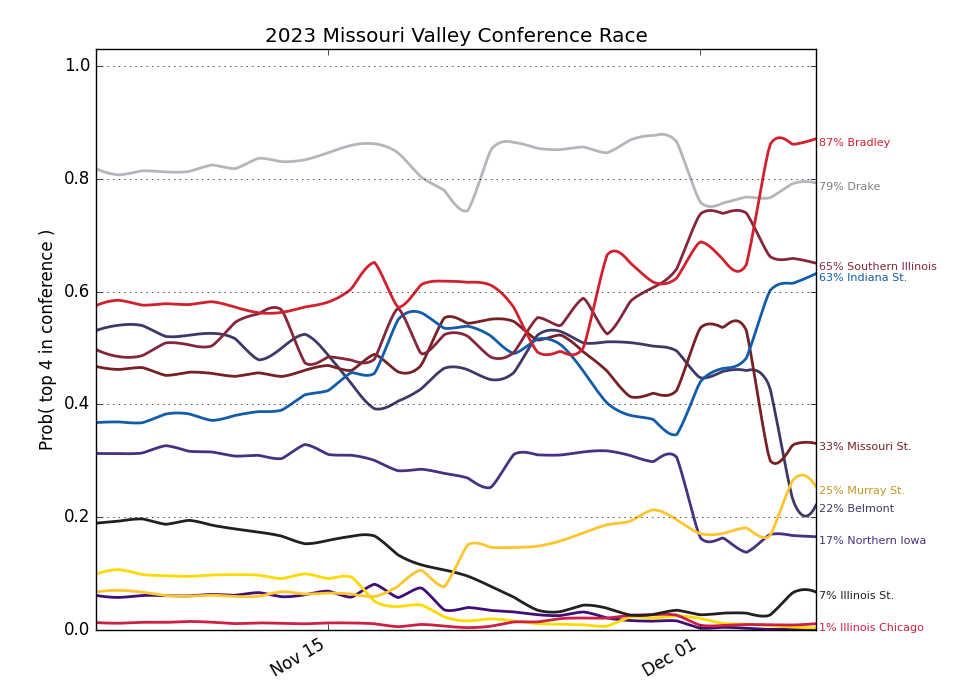 2023 Missouri Valley Conference Race
Prob( top 4 in conference )
1.0
0.8
0.6
0.4
0.2
0.0
Nov 15
Dec 01
87% Bradley
79% Drake
65% Southern Illinois
63% Indiana St.
33% Missouri St.
25% Murray St.
22% Belmont
17% Northern Iowa
7% Illinois St.
1% Illinois Chicago